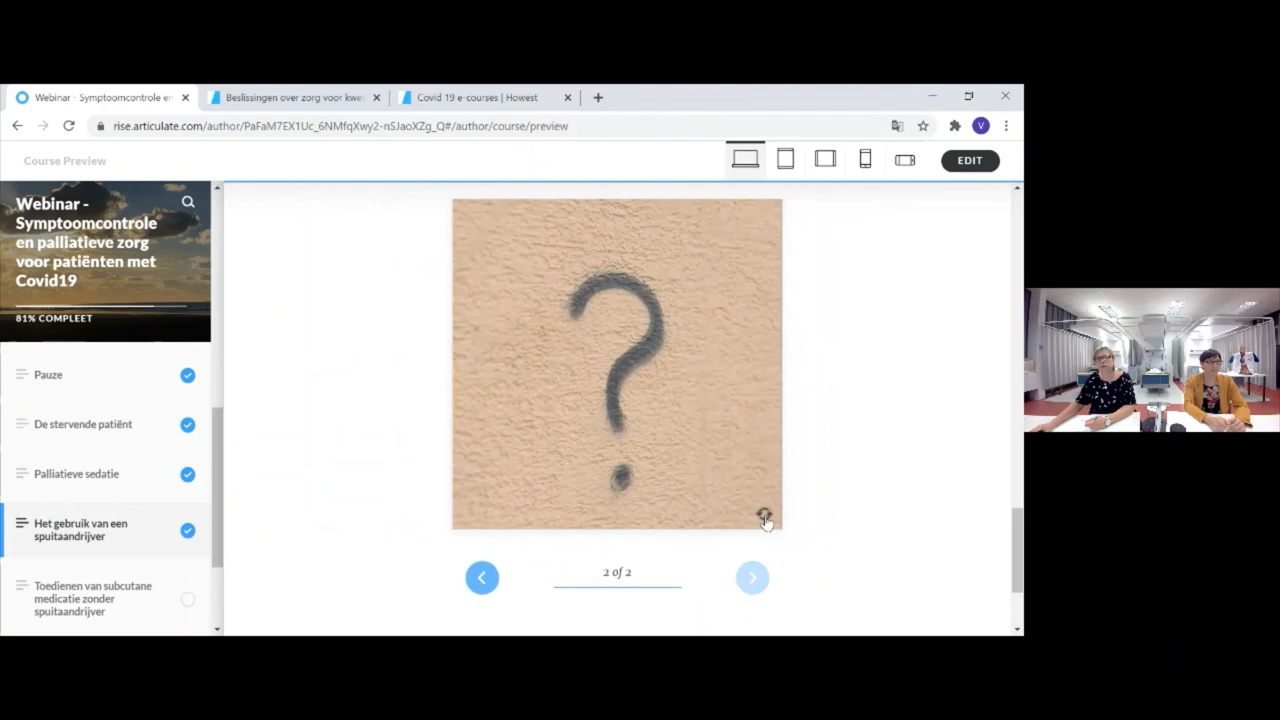 Webinar - Symptoomcontrole en
Beslissingen over zorg voor kwet
Covid 19 e-courses | Howest
rise.articulate.com/author/PaFaM7EX1Uc_6NMfqXwy2-nSJaoXZg_Q#/author/course/preview
V
Course Preview
EDIT
Webinar -
Symptoomcontrole
en palliatieve zorg
voor patiënten met
Covid19
81% COMPLEET
Pauze
De stervende patiënt
Palliatieve sedatie
Het gebruik van een
spuitaandrijver
Toedienen van subcutane
medicatie zonder
spuitaandrijver
?
2 of 2